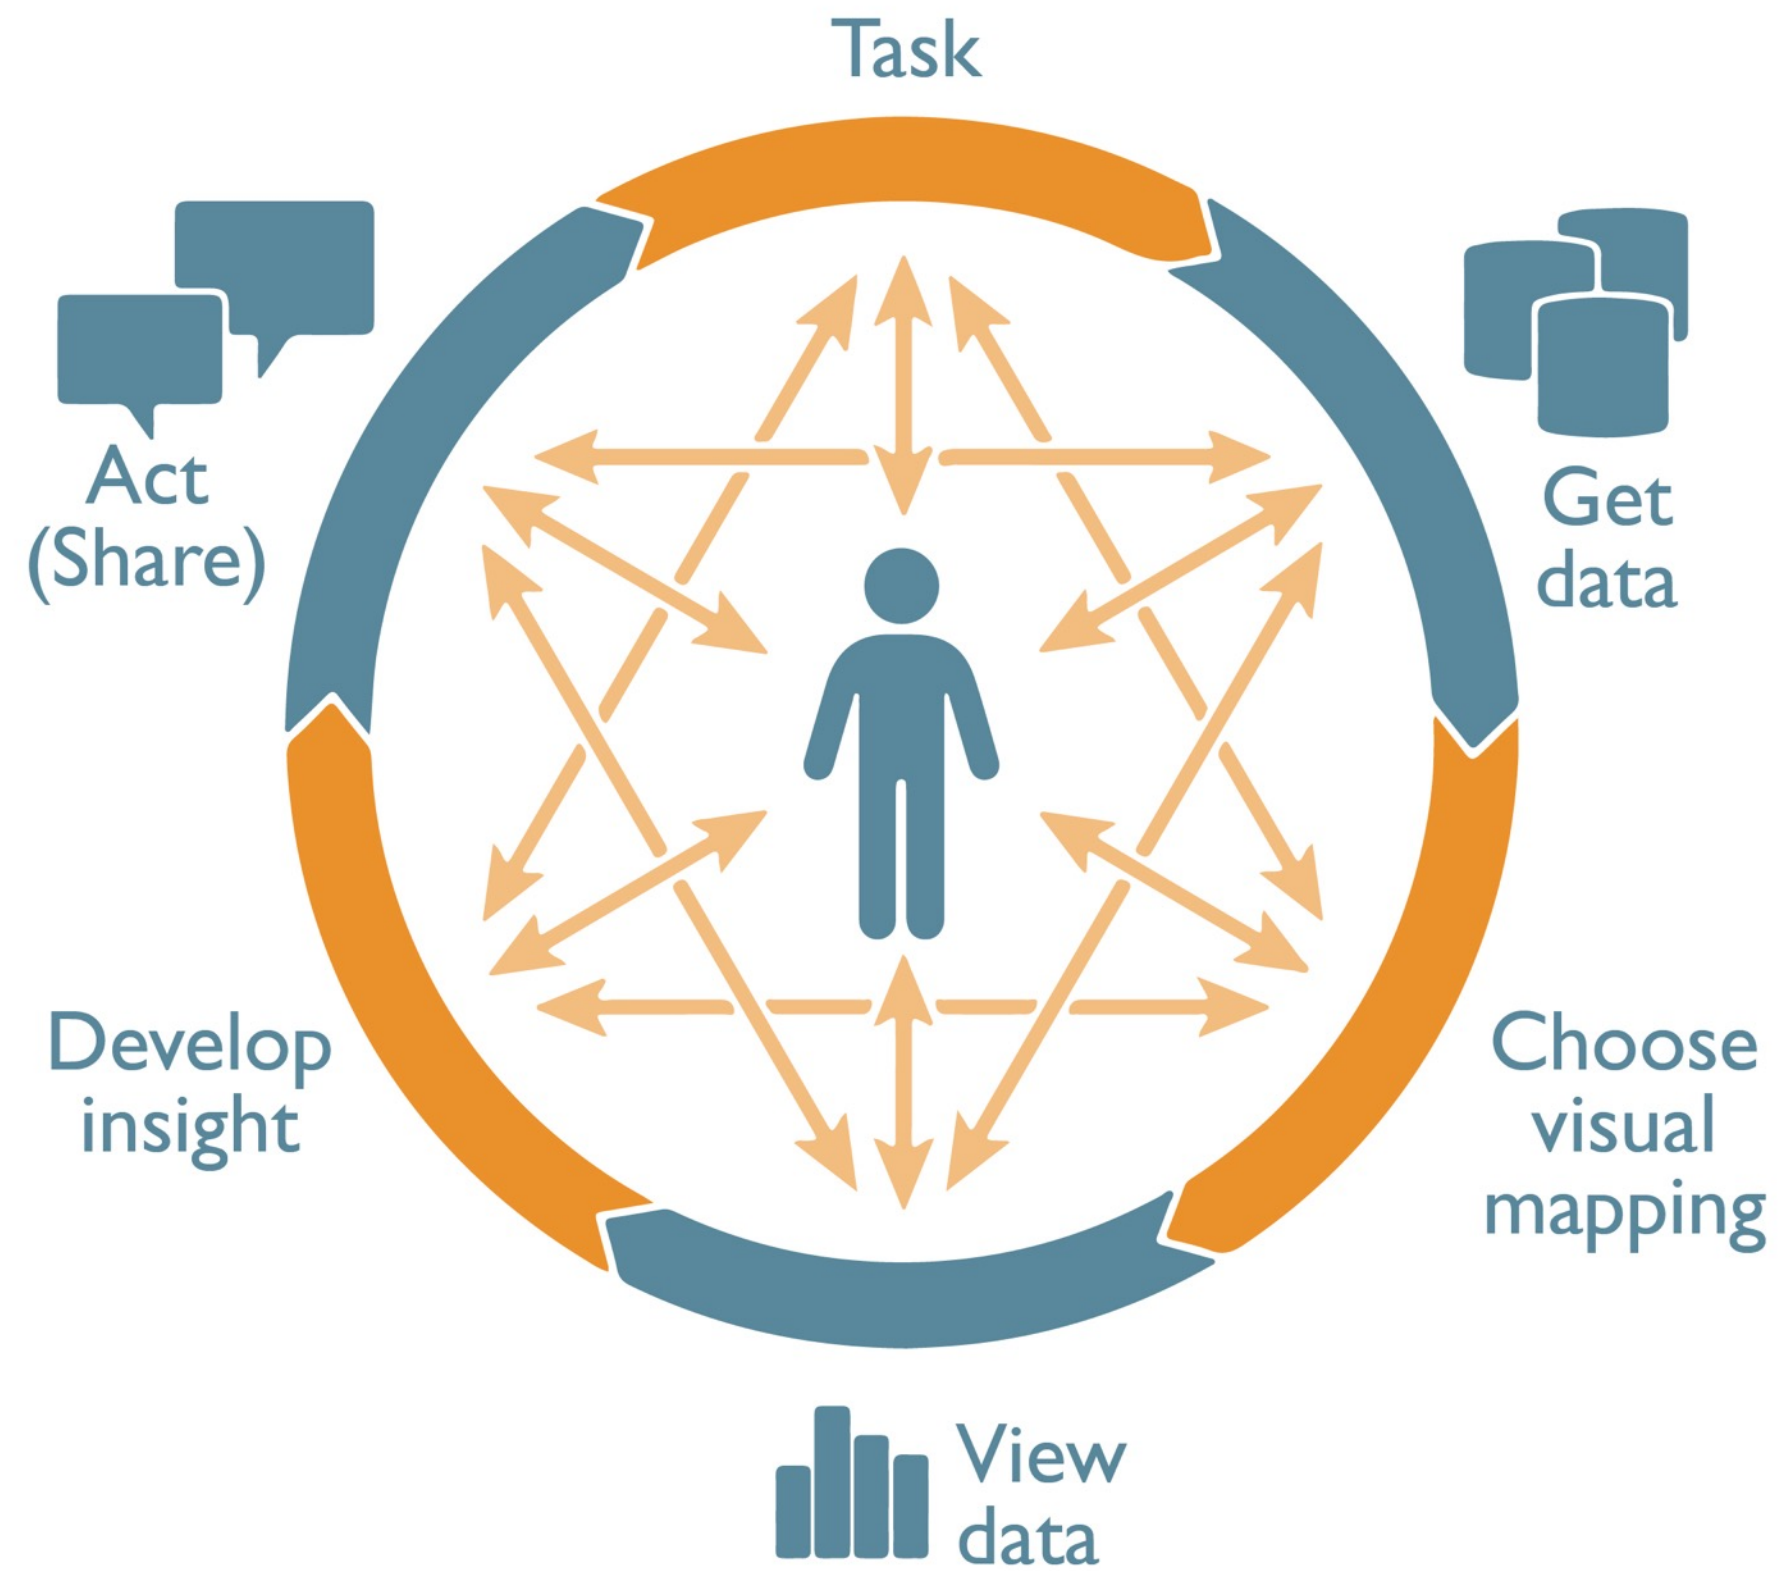 Task
Get
data
Choose
visual
mapping
View
data
Develop
insight
Act
(Share)